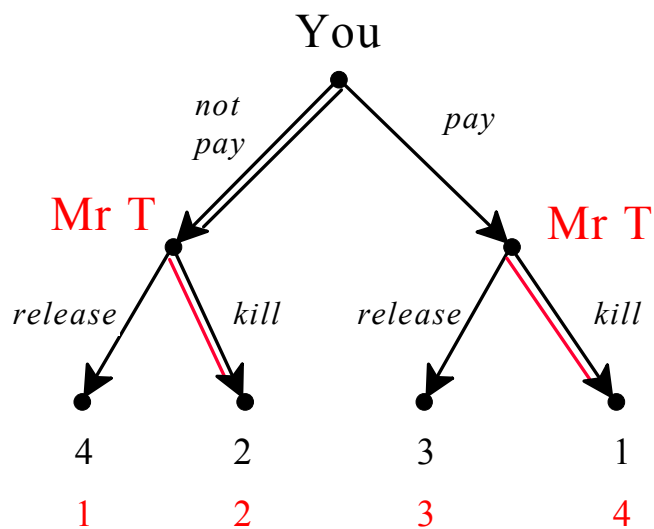 You
not
pay
pay
Mr T
Mr T
release
kill
release
kill
4 2 3 1
1 2 3 4